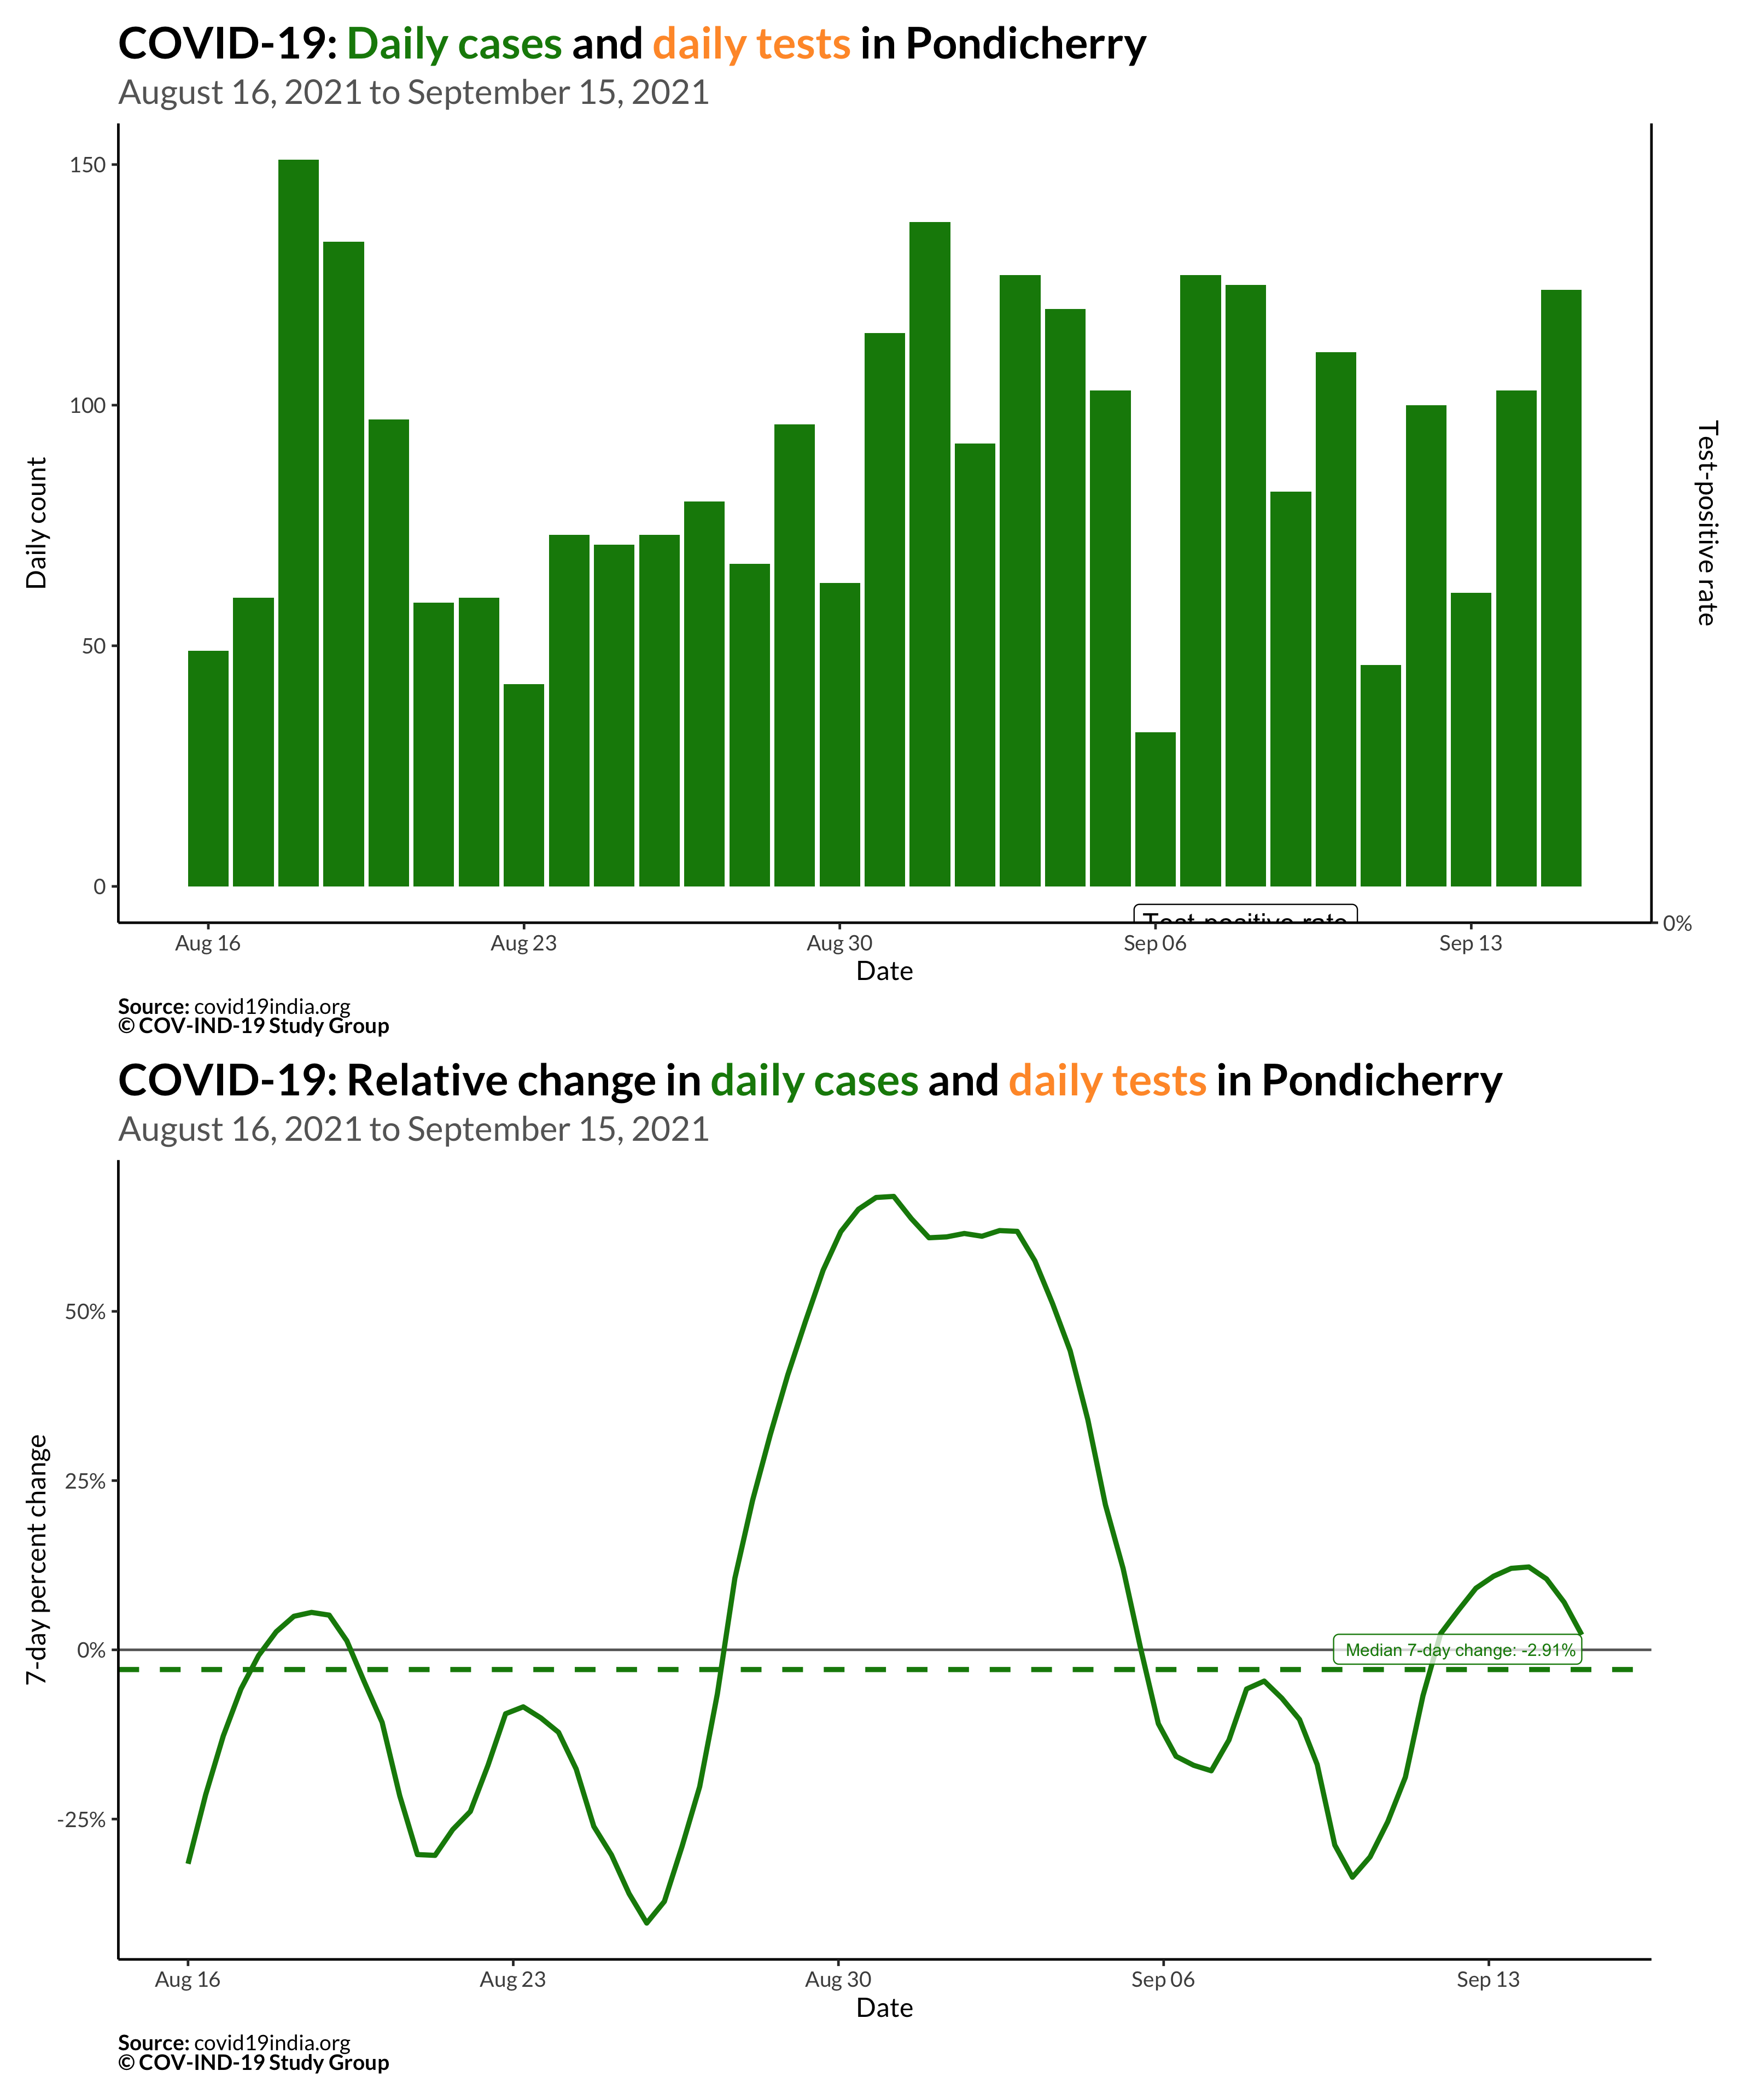 COVID-19: Daily cases and daily tests in Pondicherry
August 16, 2021 to September 15, 2021
150
100
50
0
Daily count
Test-positive rate
Test-positive rate
0%
Aug 16
Aug 23
Aug 30
Sep 06
Sep 13
Date
Source: covid19india.org
© COV-IND-19 Study Group
COVID-19: Relative change in daily cases and daily tests in Pondicherry
August 16, 2021 to September 15, 2021
50%
25%
0%
-25%
7-day percent change
Median 7-day change: -2.91%
Aug 16
Aug 23
Aug 30
Sep 06
Sep 13
Date
Source: covid19india.org
© COV-IND-19 Study Group